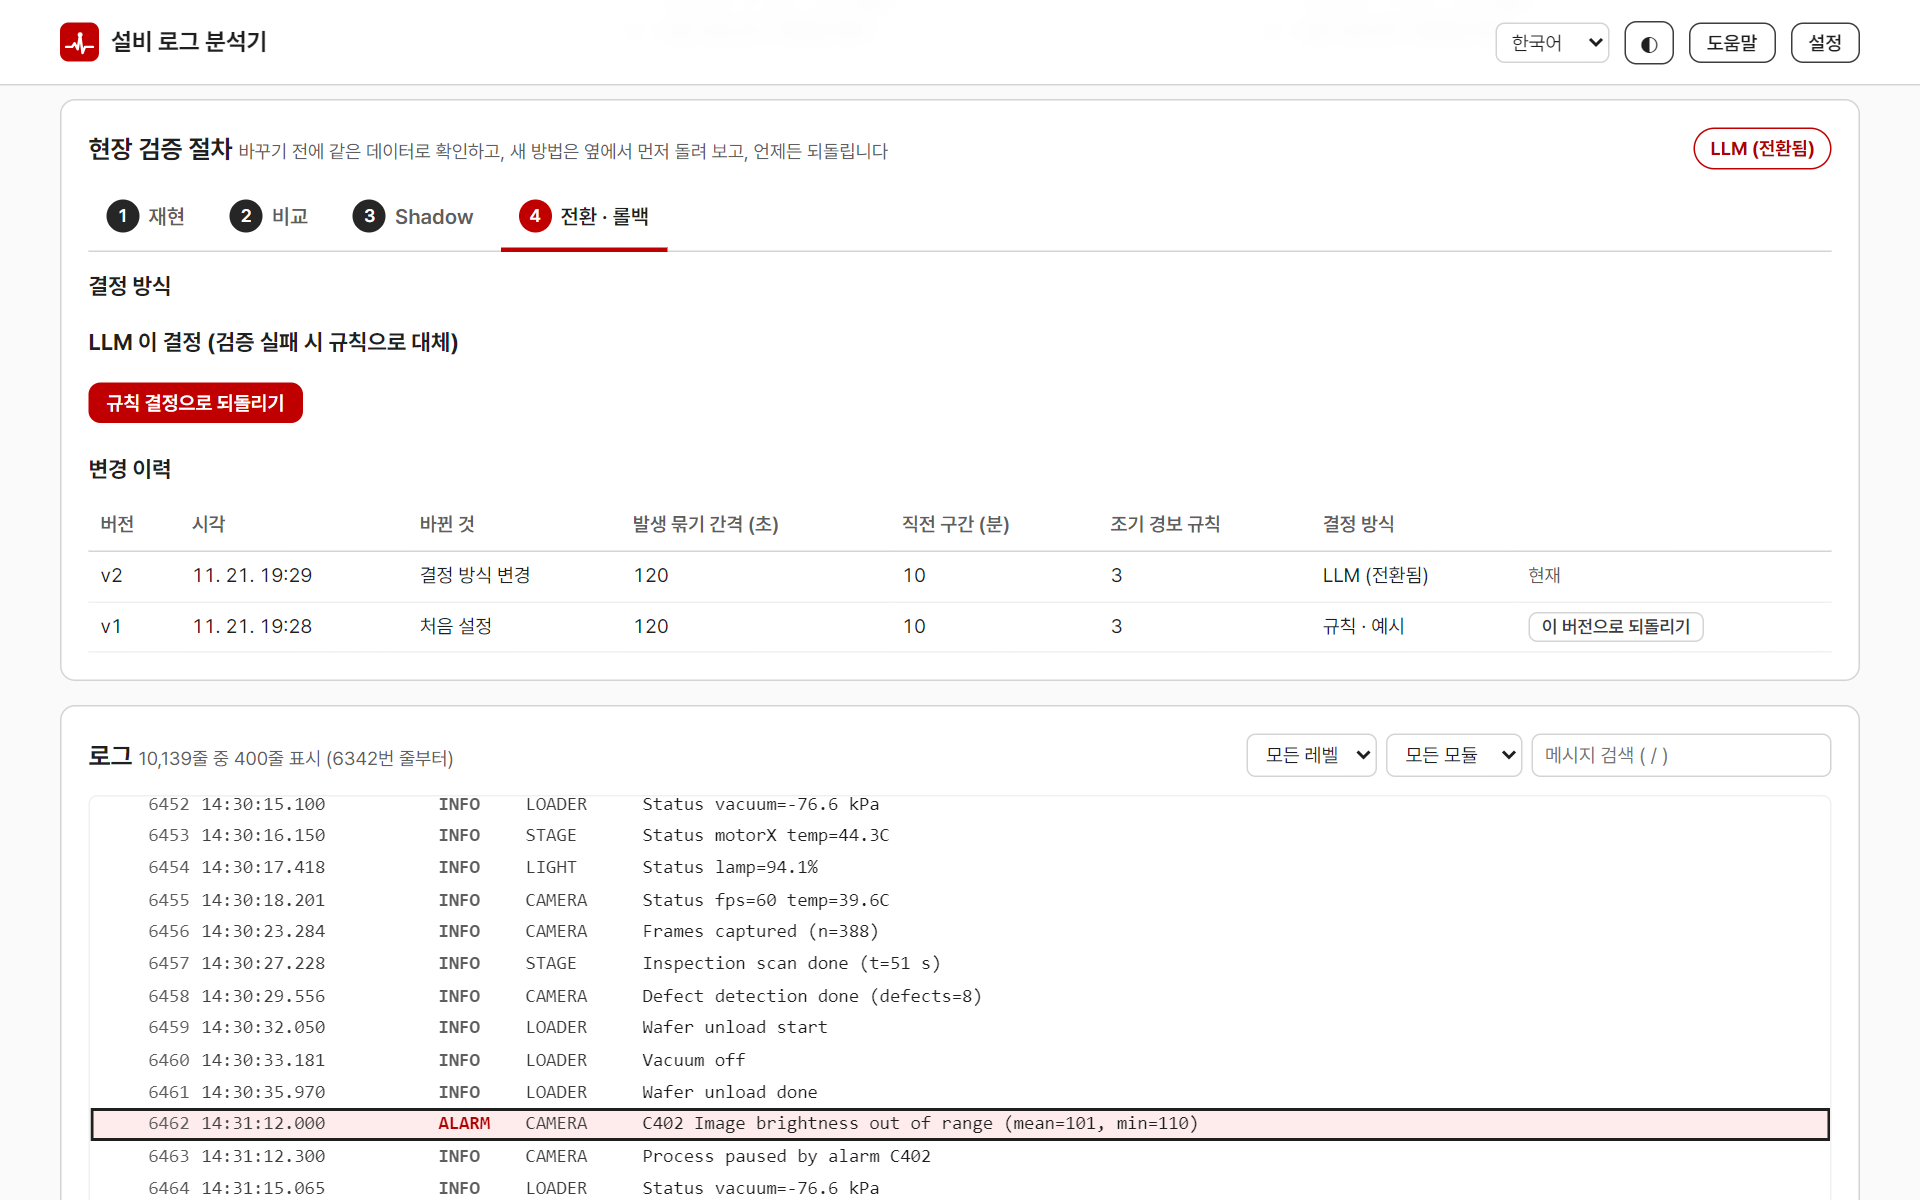 설비 로그 분석기
한국어
도움말
설정
현장 검증 절차 바꾸기 전에 같은 데이터로 확인하고, 새 방법은 옆에서 먼저 돌려 보고, 언제든 되돌립니다
LLM (전환됨)
1 재현
2 비교
3 Shadow
4 전환 · 롤백
결정 방식
LLM 이 결정 (검증 실패 시 규칙으로 대체)
규칙 결정으로 되돌리기
변경 이력
버전 시각 바뀐 것 발생 묶기 간격 (초) 직전 구간 (분) 조기 경보 규칙 결정 방식
v2 11. 21. 19:29 결정 방식 변경 120 10 3 LLM (전환됨) 현재
v1 11. 21. 19:28 처음 설정 120 10 3 규칙 · 예시 이 버전으로 되돌리기
로그 10,139줄 중 400줄 표시 (6342번 줄부터)
모든 레벨
모든 모듈
메시지 검색 ( / )
6452 14:30:15.100 INFO LOADER Status vacuum=-76.6 kPa
6453 14:30:16.150 INFO STAGE Status motorX temp=44.3C
6454 14:30:17.418 INFO LIGHT Status lamp=94.1%
6455 14:30:18.201 INFO CAMERA Status fps=60 temp=39.6C
6456 14:30:23.284 INFO CAMERA Frames captured (n=388)
6457 14:30:27.228 INFO STAGE Inspection scan done (t=51 s)
6458 14:30:29.556 INFO CAMERA Defect detection done (defects=8)
6459 14:30:32.050 INFO LOADER Wafer unload start
6460 14:30:33.181 INFO LOADER Vacuum off
6461 14:30:35.970 INFO LOADER Wafer unload done
6462 14:31:12.000 ALARM CAMERA C402 Image brightness out of range (mean=101, min=110)
6463 14:31:12.300 INFO CAMERA Process paused by alarm C402
6464 14:31:15.065 INFO LOADER Status vacuum=-76.6 kPa